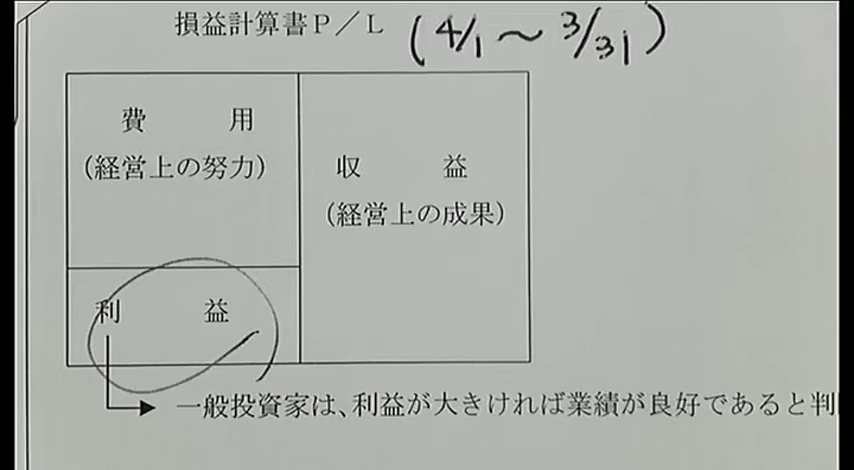 損益計算書P/L (4/1～3/31)
費用
(経営上の努力)
収益
(経営上の成果)
利益
一般投資家は、利益が大きければ業績が良好であると判